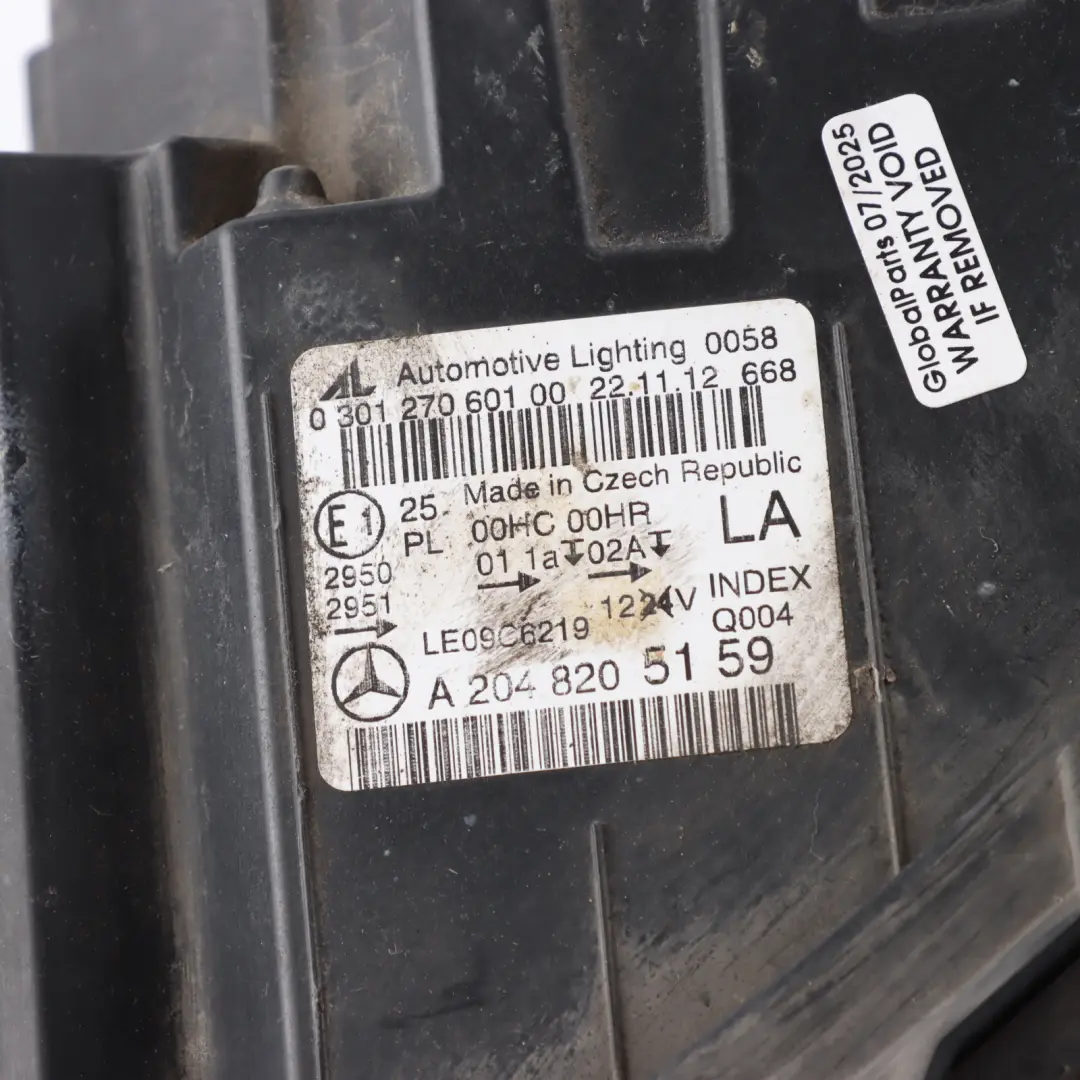 GlobalParts 07/2025
WARRANTY VOID
IF REMOVED
AL Automotive Lighting 0058
0 301 270 601 00 22.11.12 668
Made in Czech Republic
E1 25 00HC 00HR LA
PL 01 1a 02A
2950
2951
12 24V INDEX
LE09C6219 Q004
A 204 820 51 59